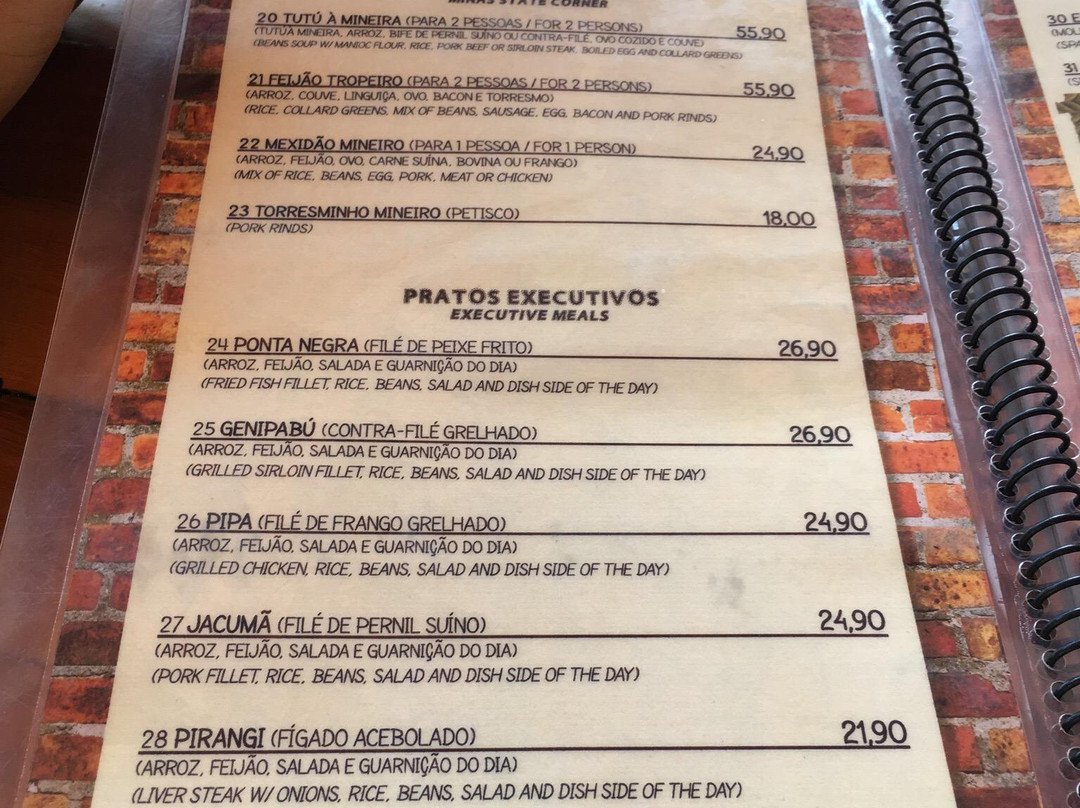 MINAS STATE CORNER
20 TUTÚ À MINEIRA (PARA 2 PESSOAS / FOR 2 PERSONS) 55,90
(TUTÚ À MINEIRA, ARROZ, BIFE DE PERNIL SUÍNO OU CONTRA-FILÉ, OVO COZIDO E COUVE)
(BEANS SOUP W/ MANIOC FLOUR, RICE, PORK BEEF OR SIRLOIN STEAK, BOILED EGG AND COLLARD GREENS)
21 FEIJÃO TROPEIRO (PARA 2 PESSOAS / FOR 2 PERSONS) 55,90
(ARROZ, COUVE, LINGUIÇA, OVO, BACON E TORRESMO)
(RICE, COLLARD GREENS, MIX OF BEANS, SAUSAGE, EGG, BACON AND PORK RINDS)
22 MEXIDÃO MINEIRO (PARA 1 PESSOA / FOR 1 PERSON) 24,90
(ARROZ, FEIJÃO, OVO, CARNE SUÍNA, BOVINA OU FRANGO)
(MIX OF RICE, BEANS, EGG, PORK, MEAT OR CHICKEN)
23 TORRESMINHO MINEIRO (PETISCO) 18,00
(PORK RINDS)
PRATOS EXECUTIVOS
EXECUTIVE MEALS
24 PONTA NEGRA (FILÉ DE PEIXE FRITO) 26,90
(ARROZ, FEIJÃO, SALADA E GUARNIÇÃO DO DIA)
(FRIED FISH FILLET, RICE, BEANS, SALAD AND DISH SIDE OF THE DAY)
25 GENIPABÚ (CONTRA-FILÉ GRELHADO) 26,90
(ARROZ, FEIJÃO, SALADA E GUARNIÇÃO DO DIA)
(GRILLED SIRLOIN FILLET, RICE, BEANS, SALAD AND DISH SIDE OF THE DAY)
26 PIPA (FILÉ DE FRANGO GRELHADO) 24,90
(ARROZ, FEIJÃO, SALADA E GUARNIÇÃO DO DIA)
(GRILLED CHICKEN, RICE, BEANS, SALAD AND DISH SIDE OF THE DAY)
27 JACUMÃ (FILÉ DE PERNIL SUÍNO) 24,90
(ARROZ, FEIJÃO, SALADA E GUARNIÇÃO DO DIA)
(PORK FILLET, RICE, BEANS, SALAD AND DISH SIDE OF THE DAY)
28 PIRANGI (FÍGADO ACEBOLADO) 21,90
(ARROZ, FEIJÃO, SALADA E GUARNIÇÃO DO DIA)
(LIVER STEAK W/ ONIONS, RICE, BEANS, SALAD AND DISH SIDE OF THE DAY)
30
31